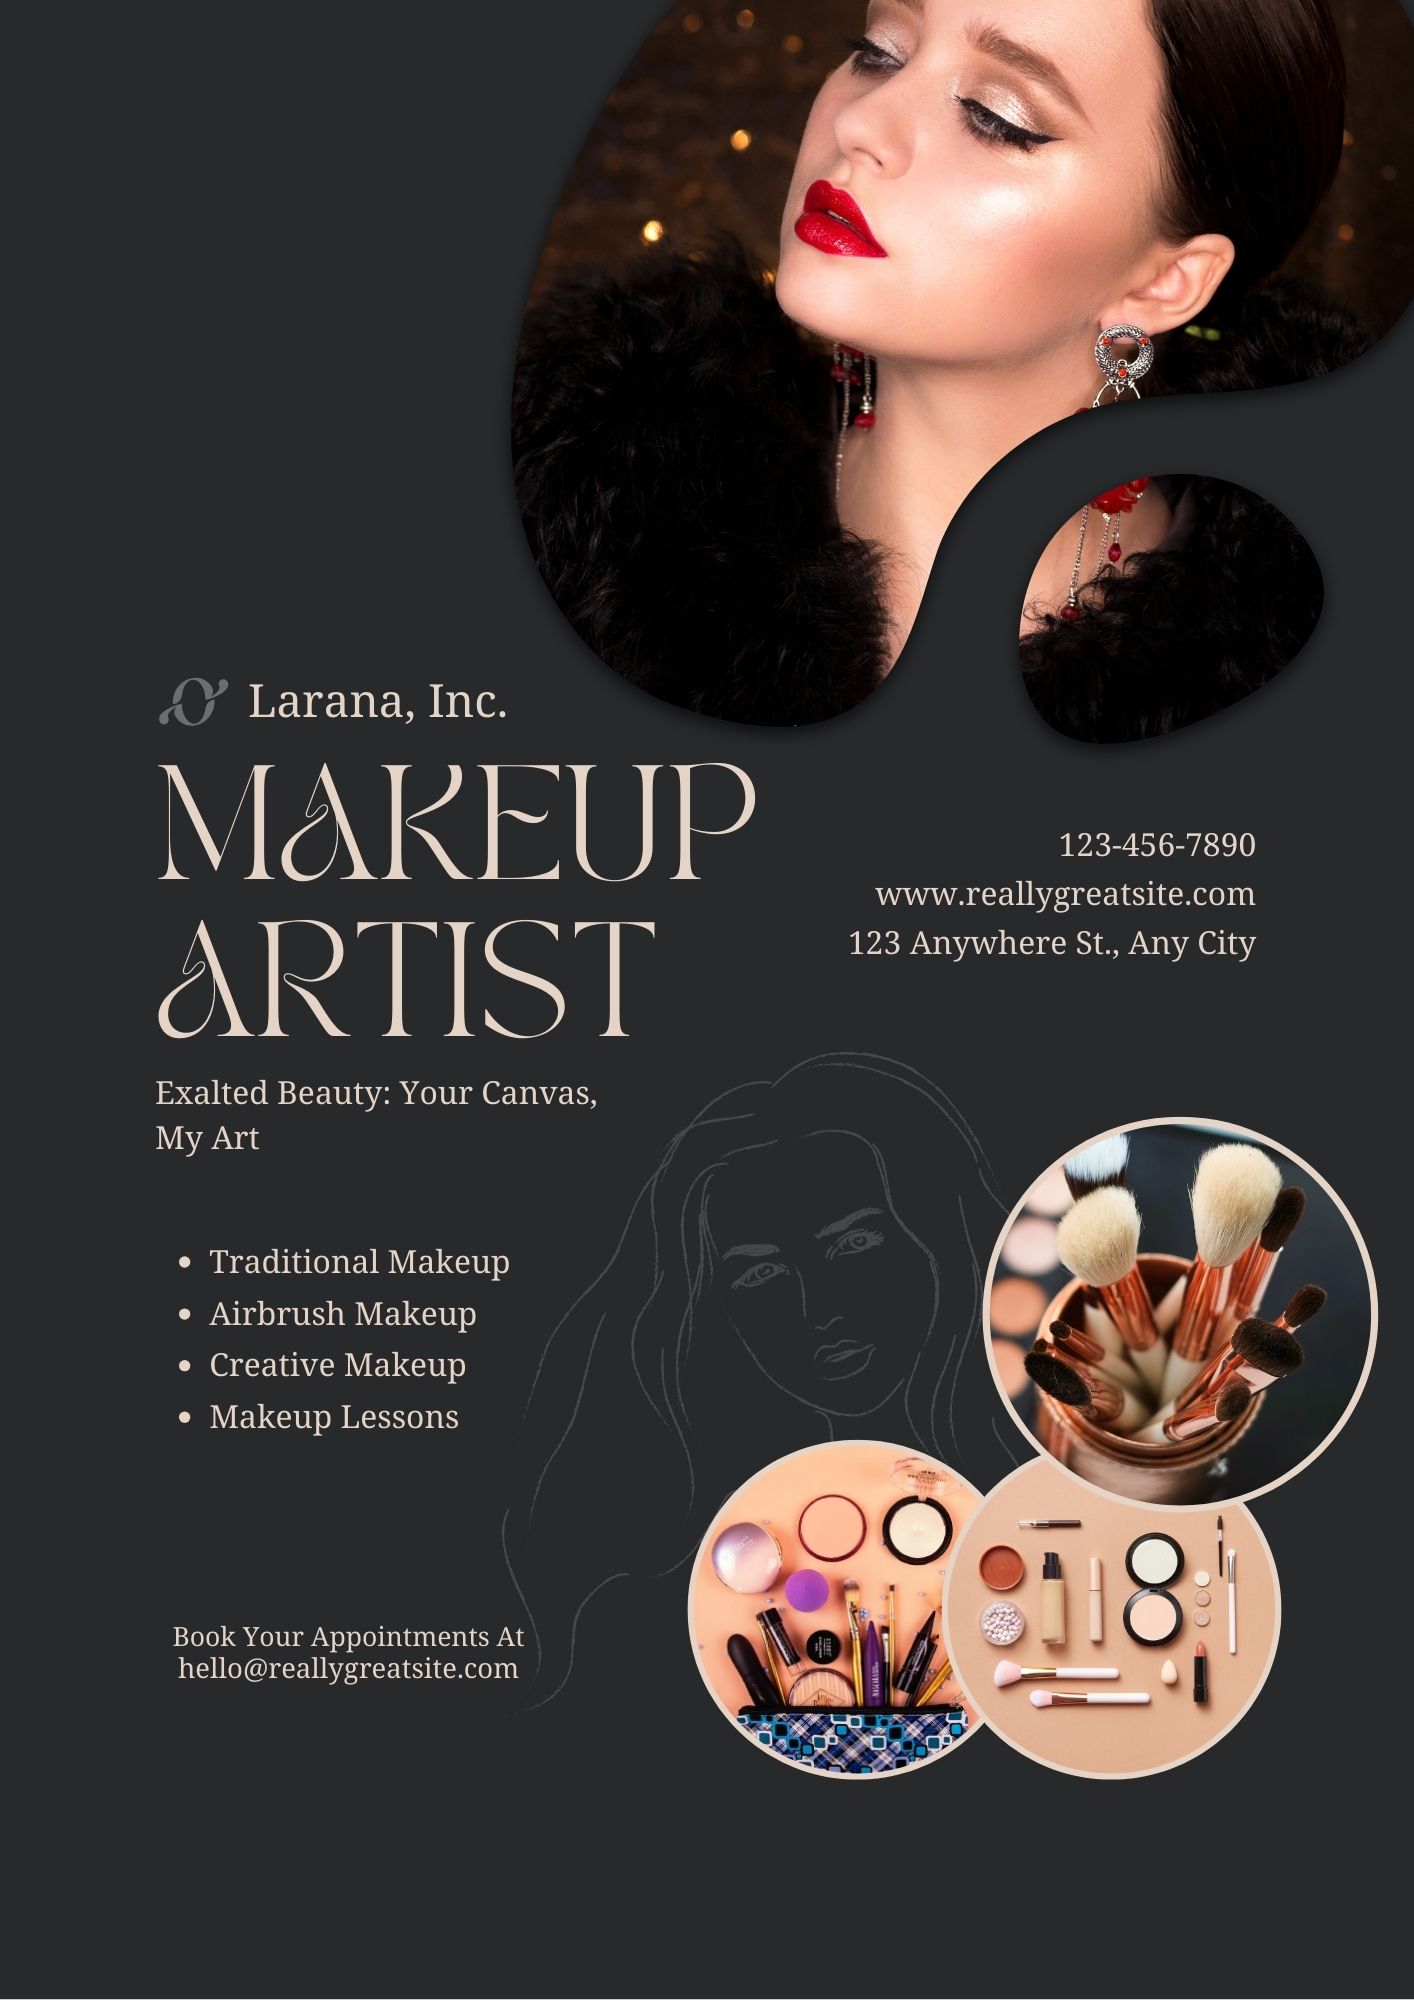 Larana, Inc.
MAKEUP
ARTIST
123-456-7890
www.reallygreatsite.com
123 Anywhere St., Any City
Exalted Beauty: Your Canvas,
My Art
• Traditional Makeup
• Airbrush Makeup
• Creative Makeup
• Makeup Lessons
Book Your Appointments At
hello@reallygreatsite.com